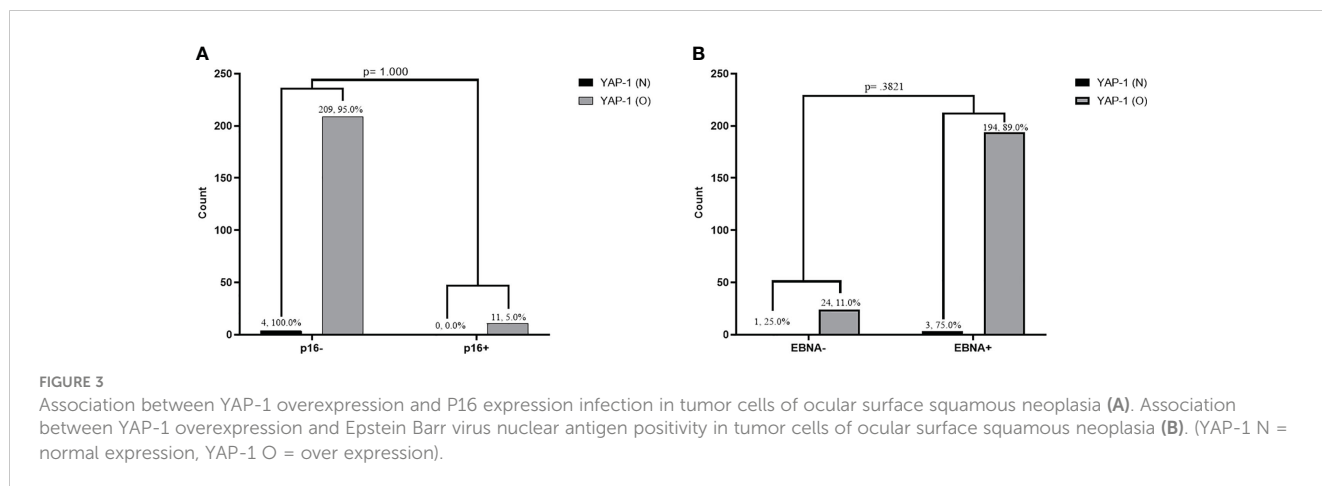 A
p= 1.000
YAP-1 (N)
YAP-1 (O)
250
200
150
100
50
0
Count
209, 95.0%
4, 100.0%
0, 0.0%
11, 5.0%
p16-
p16+
B
p= .3821
YAP-1 (N)
YAP-1 (O)
250
200
150
100
50
0
Count
194, 89.0%
24, 11.0%
1, 25.0%
3, 75.0%
EBNA-
EBNA+
FIGURE 3
Association between YAP-1 overexpression and P16 expression infection in tumor cells of ocular surface squamous neoplasia (A). Association
between YAP-1 overexpression and Epstein Barr virus nuclear antigen positivity in tumor cells of ocular surface squamous neoplasia (B). (YAP-1 N =
normal expression, YAP-1 O = over expression).